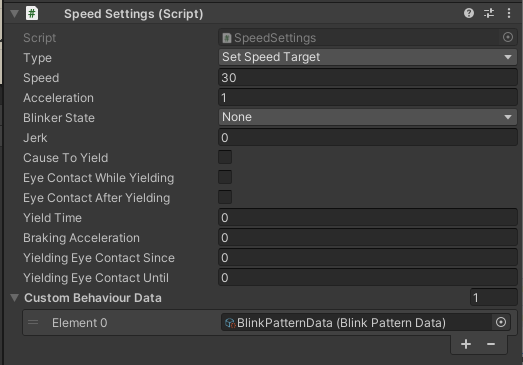 Speed Settings (Script)
Script SpeedSettings
Type Set Speed Target
Speed 30
Acceleration 1
Blinker State None
Jerk 0
Cause To Yield
Eye Contact While Yielding
Eye Contact After Yielding
Yield Time 0
Braking Acceleration 0
Yielding Eye Contact Since 0
Yielding Eye Contact Until 0
Custom Behaviour Data 1
Element 0 BlinkPatternData (Blink Pattern Data)